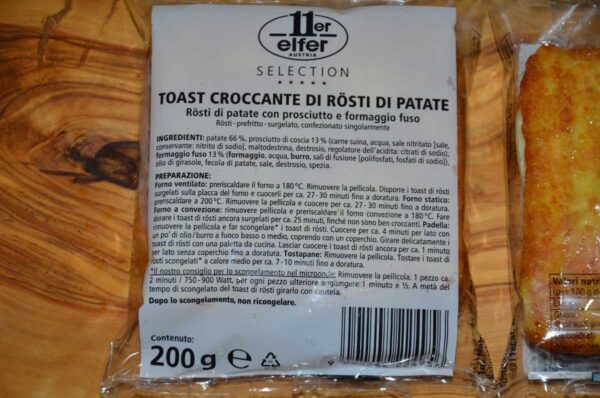 11er
elfer
AUSTRIA
SELECTION
TOAST CROCCANTE DI RÖSTI DI PATATE
Rösti di patate con prosciutto e formaggio fuso
Rösti - prefritto - surgelato, confezionato singolarmente
INGREDIENTI: patate 66 %, prosciutto di coscia 13 % (carne suina, acqua, sale nitritato [sale,
conservante: nitrito di sodio], maltodestrina, destrosio, regolatore dell'acidita: citrati di sodio),
formaggio fuso 13 % (formaggio, acqua, burro, sali di fusione [polifosfati, fosfati di sodio]),
olio di girasole, fecola di patata, sale, destrosio, spezia.
PREPARAZIONE:
Forno ventilato: preriscaldare il forno a 180 °C. Rimuovere la pellicola. Disporre i toast di rösti
surgelati sulla placca del forno e cuocerli per ca. 27 - 30 minuti fino a doratura. Forno statico:
preriscaldare a 200 °C. Rimuovere la pellicola e cuocere per ca. 27 - 30 minuti fino a doratura.
Forno a convezione: rimuovere pellicola e preriscaldare il forno convezione a 180 °C. Fare
dorare i toast di rösti ancora surgelati per ca. 25 minuti, finché non sono ben croccanti. Padella:
rimuovere la pellicola e far scongelare* i toast di rösti. Cuocere per ca. 4 minuti per lato con
un po' di olio / burro a fuoco basso o medio, coprendo con un coperchio. Girare delicatamente i
toast di rösti con una paletta da cucina. Lasciar cuocere i toast di rösti ancora per ca. 1 minuto
per lato senza coperchio fino a doratura. Tostapane: Rimuovere la pellicola. Tostare i toast di
rösti scongelati* a calore medio per ca. 7 - 10 minuti fino a doratura.
*Il nostro consiglio per lo scongelamento nel microonde: Rimuovere la pellicola. 1 pezzo ca.
2 minuti / 750 - 900 Watt, per ogni pezzo ulteriore aggiungere 1 minuto e ½. A metà del
tempo di scongelato del toast di rösti girarlo con cautela.
Dopo lo scongelamento, non ricongelare.
Contenuto:
200 g e
Valori nutri